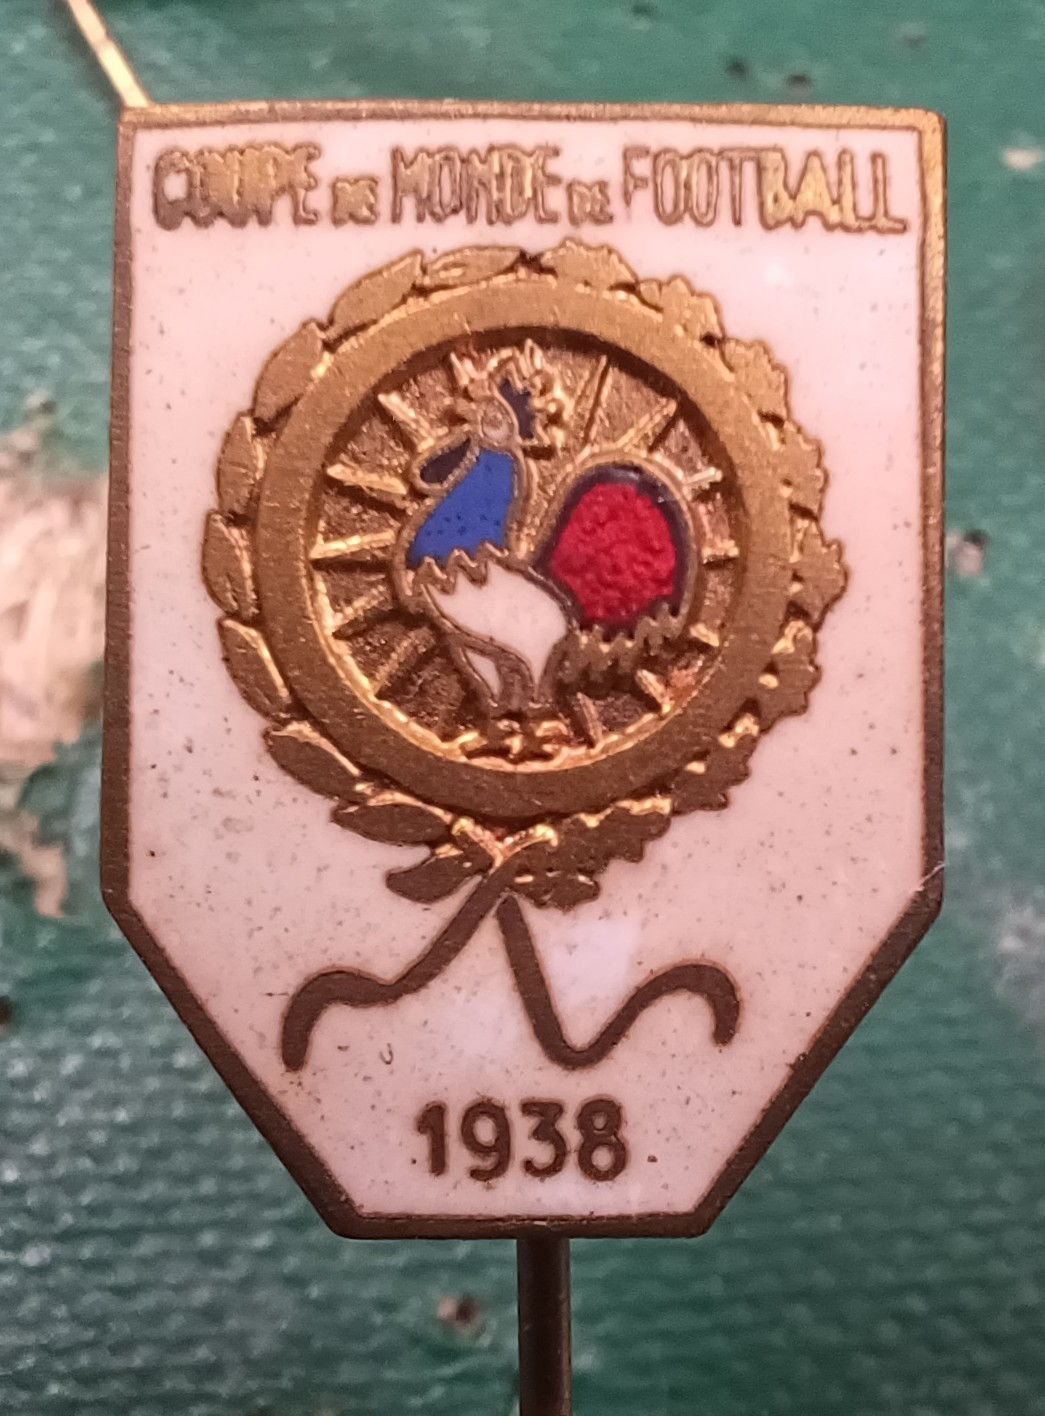 COUPE DE MONDE DE FOOTBALL
1938